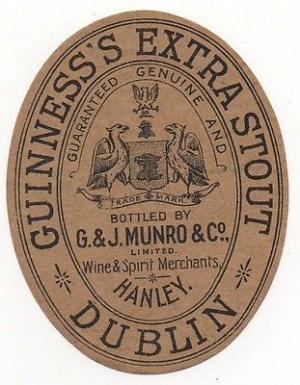 GUINNESS'S EXTRA STOUT
GUARANTEED GENUINE AND
TRADE MARK
BOTTLED BY
G. & J. MUNRO & CO.,
LIMITED.
Wine & Spirit Merchants,
HANLEY.
DUBLIN